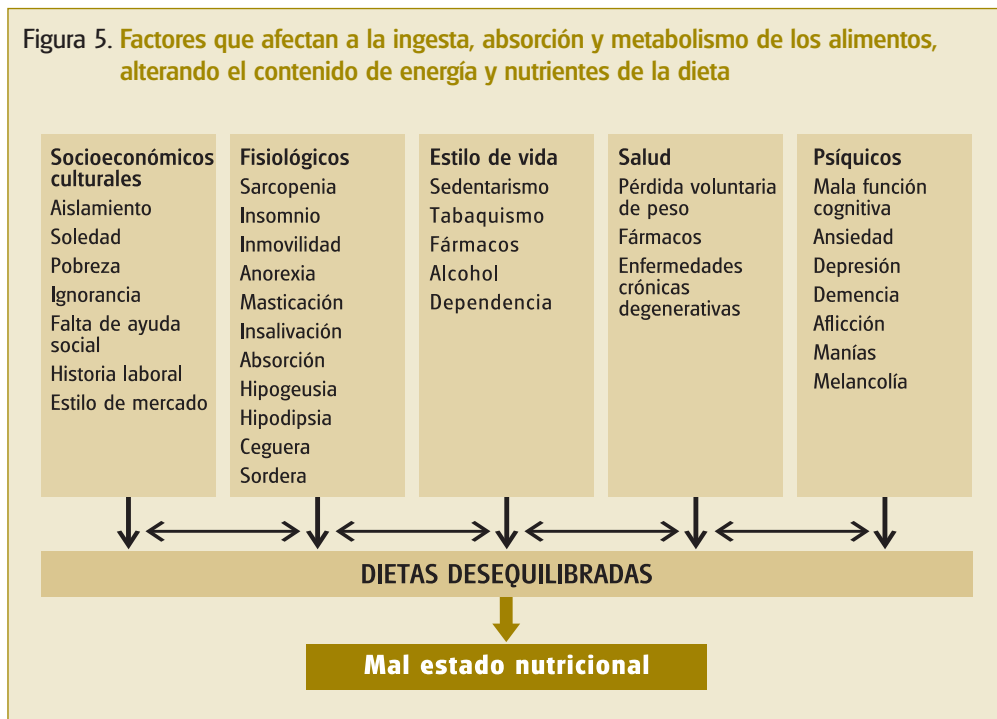 Figura 5. Factores que afectan a la ingesta, absorción y metabolismo de los alimentos,
alterando el contenido de energía y nutrientes de la dieta
Socioeconómicos
culturales
Aislamiento
Soledad
Pobreza
Ignorancia
Falta de ayuda
social
Historia laboral
Estilo de mercado
Fisiológicos
Sarcopenia
Insomnio
Inmovilidad
Anorexia
Masticación
Insalivación
Absorción
Hipogeusia
Hipodipsia
Ceguera
Sordera
Estilo de vida
Sedentarismo
Tabaquismo
Fármacos
Alcohol
Dependencia
Salud
Pérdida voluntaria
de peso
Fármacos
Enfermedades
crónicas
degenerativas
Psíquicos
Mala función
cognitiva
Ansiedad
Depresión
Demencia
Aflicción
Manías
Melancolía
DIETAS DESEQUILIBRADAS
Mal estado nutricional